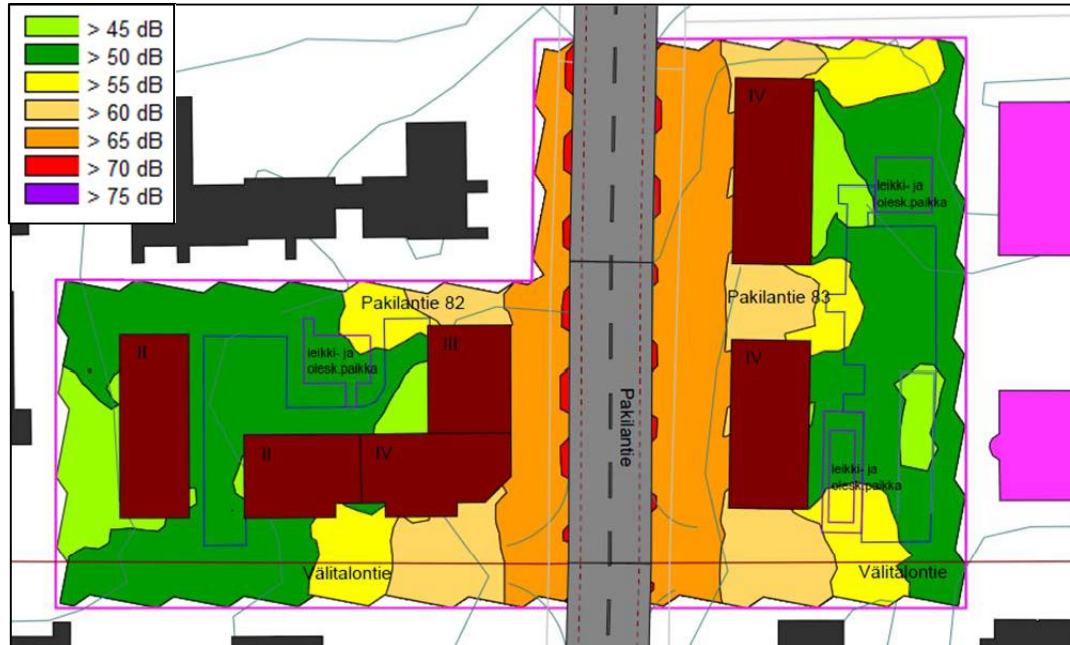 > 45 dB
> 50 dB
> 55 dB
> 60 dB
> 65 dB
> 70 dB
> 75 dB
IV
leikki- ja
olesk.paikka
Pakilantie 82
Pakilantie 83
II
III
leikki- ja
olesk.paikka
IV
Pakilantie
II
IV
leikki- ja
olesk.paikka
Välitalontie
Välitalontie